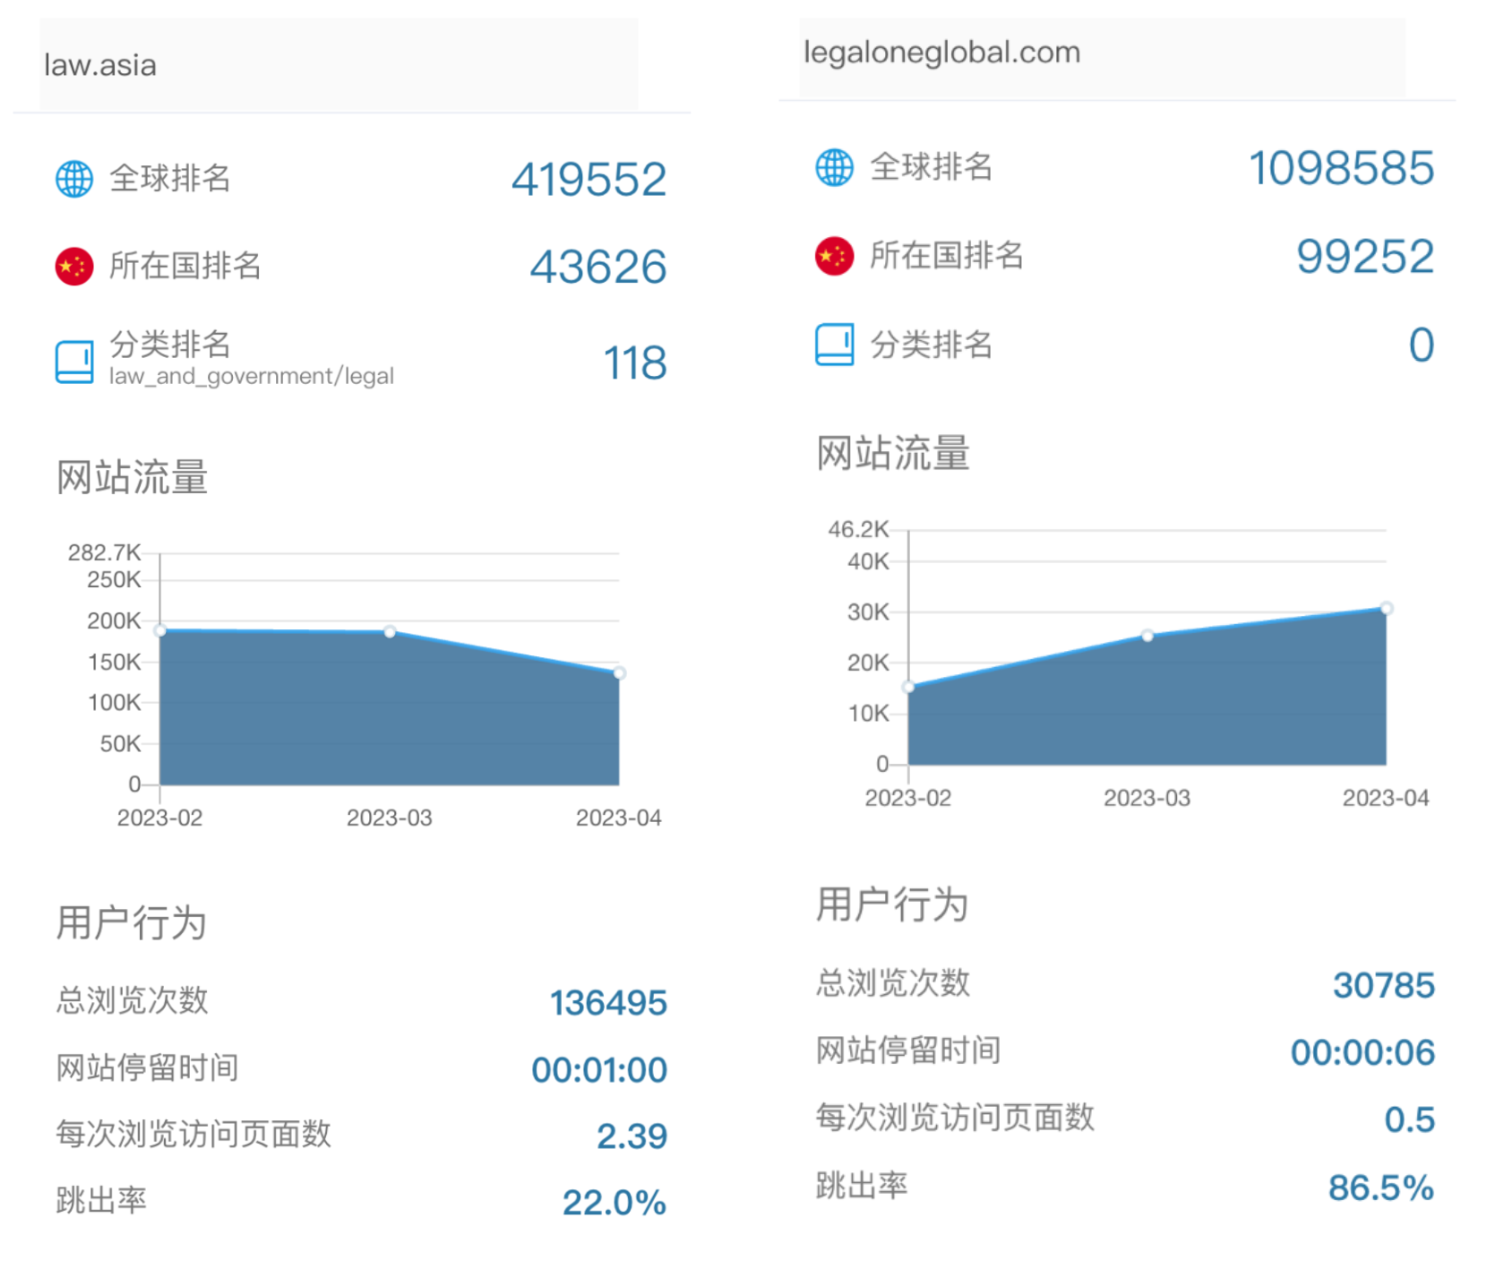 law.asia
全球排名
419552
所在国排名
43626
分类排名
law_and_government/legal
118
网站流量
282.7K
250K
200K
150K
100K
50K
0
2023-02
2023-03
2023-04
用户行为
总浏览次数
136495
网站停留时间
00:01:00
每次浏览访问页面数
2.39
跳出率
22.0%
legaloneglobal.com
全球排名
1098585
所在国排名
99252
分类排名
0
网站流量
46.2K
40K
30K
20K
10K
0
2023-02
2023-03
2023-04
用户行为
总浏览次数
30785
网站停留时间
00:00:06
每次浏览访问页面数
0.5
跳出率
86.5%